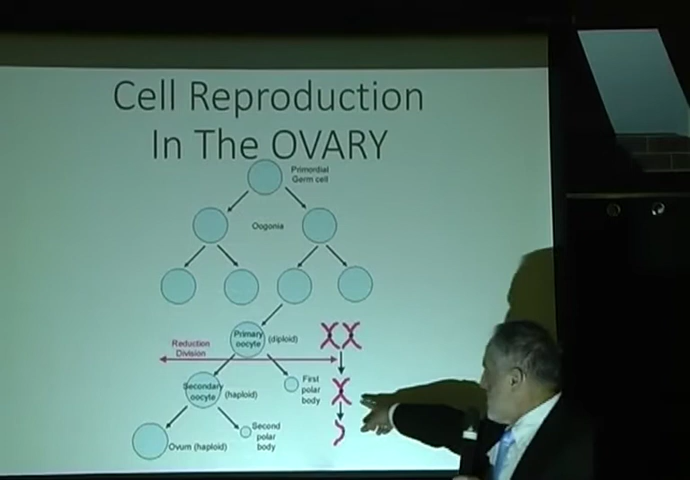 Cell Reproduction
In The OVARY
Primordial
Germ cell
Oogonia
Primary
oocyte
(diploid)
Reduction
Division
Secondary
oocyte
(haploid)
First
polar
body
Ovum (haploid)
Second
polar
body